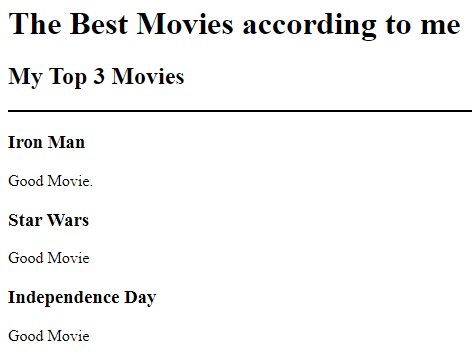 The Best Movies according to me
My Top 3 Movies
Iron Man
Good Movie.
Star Wars
Good Movie
Independence Day
Good Movie